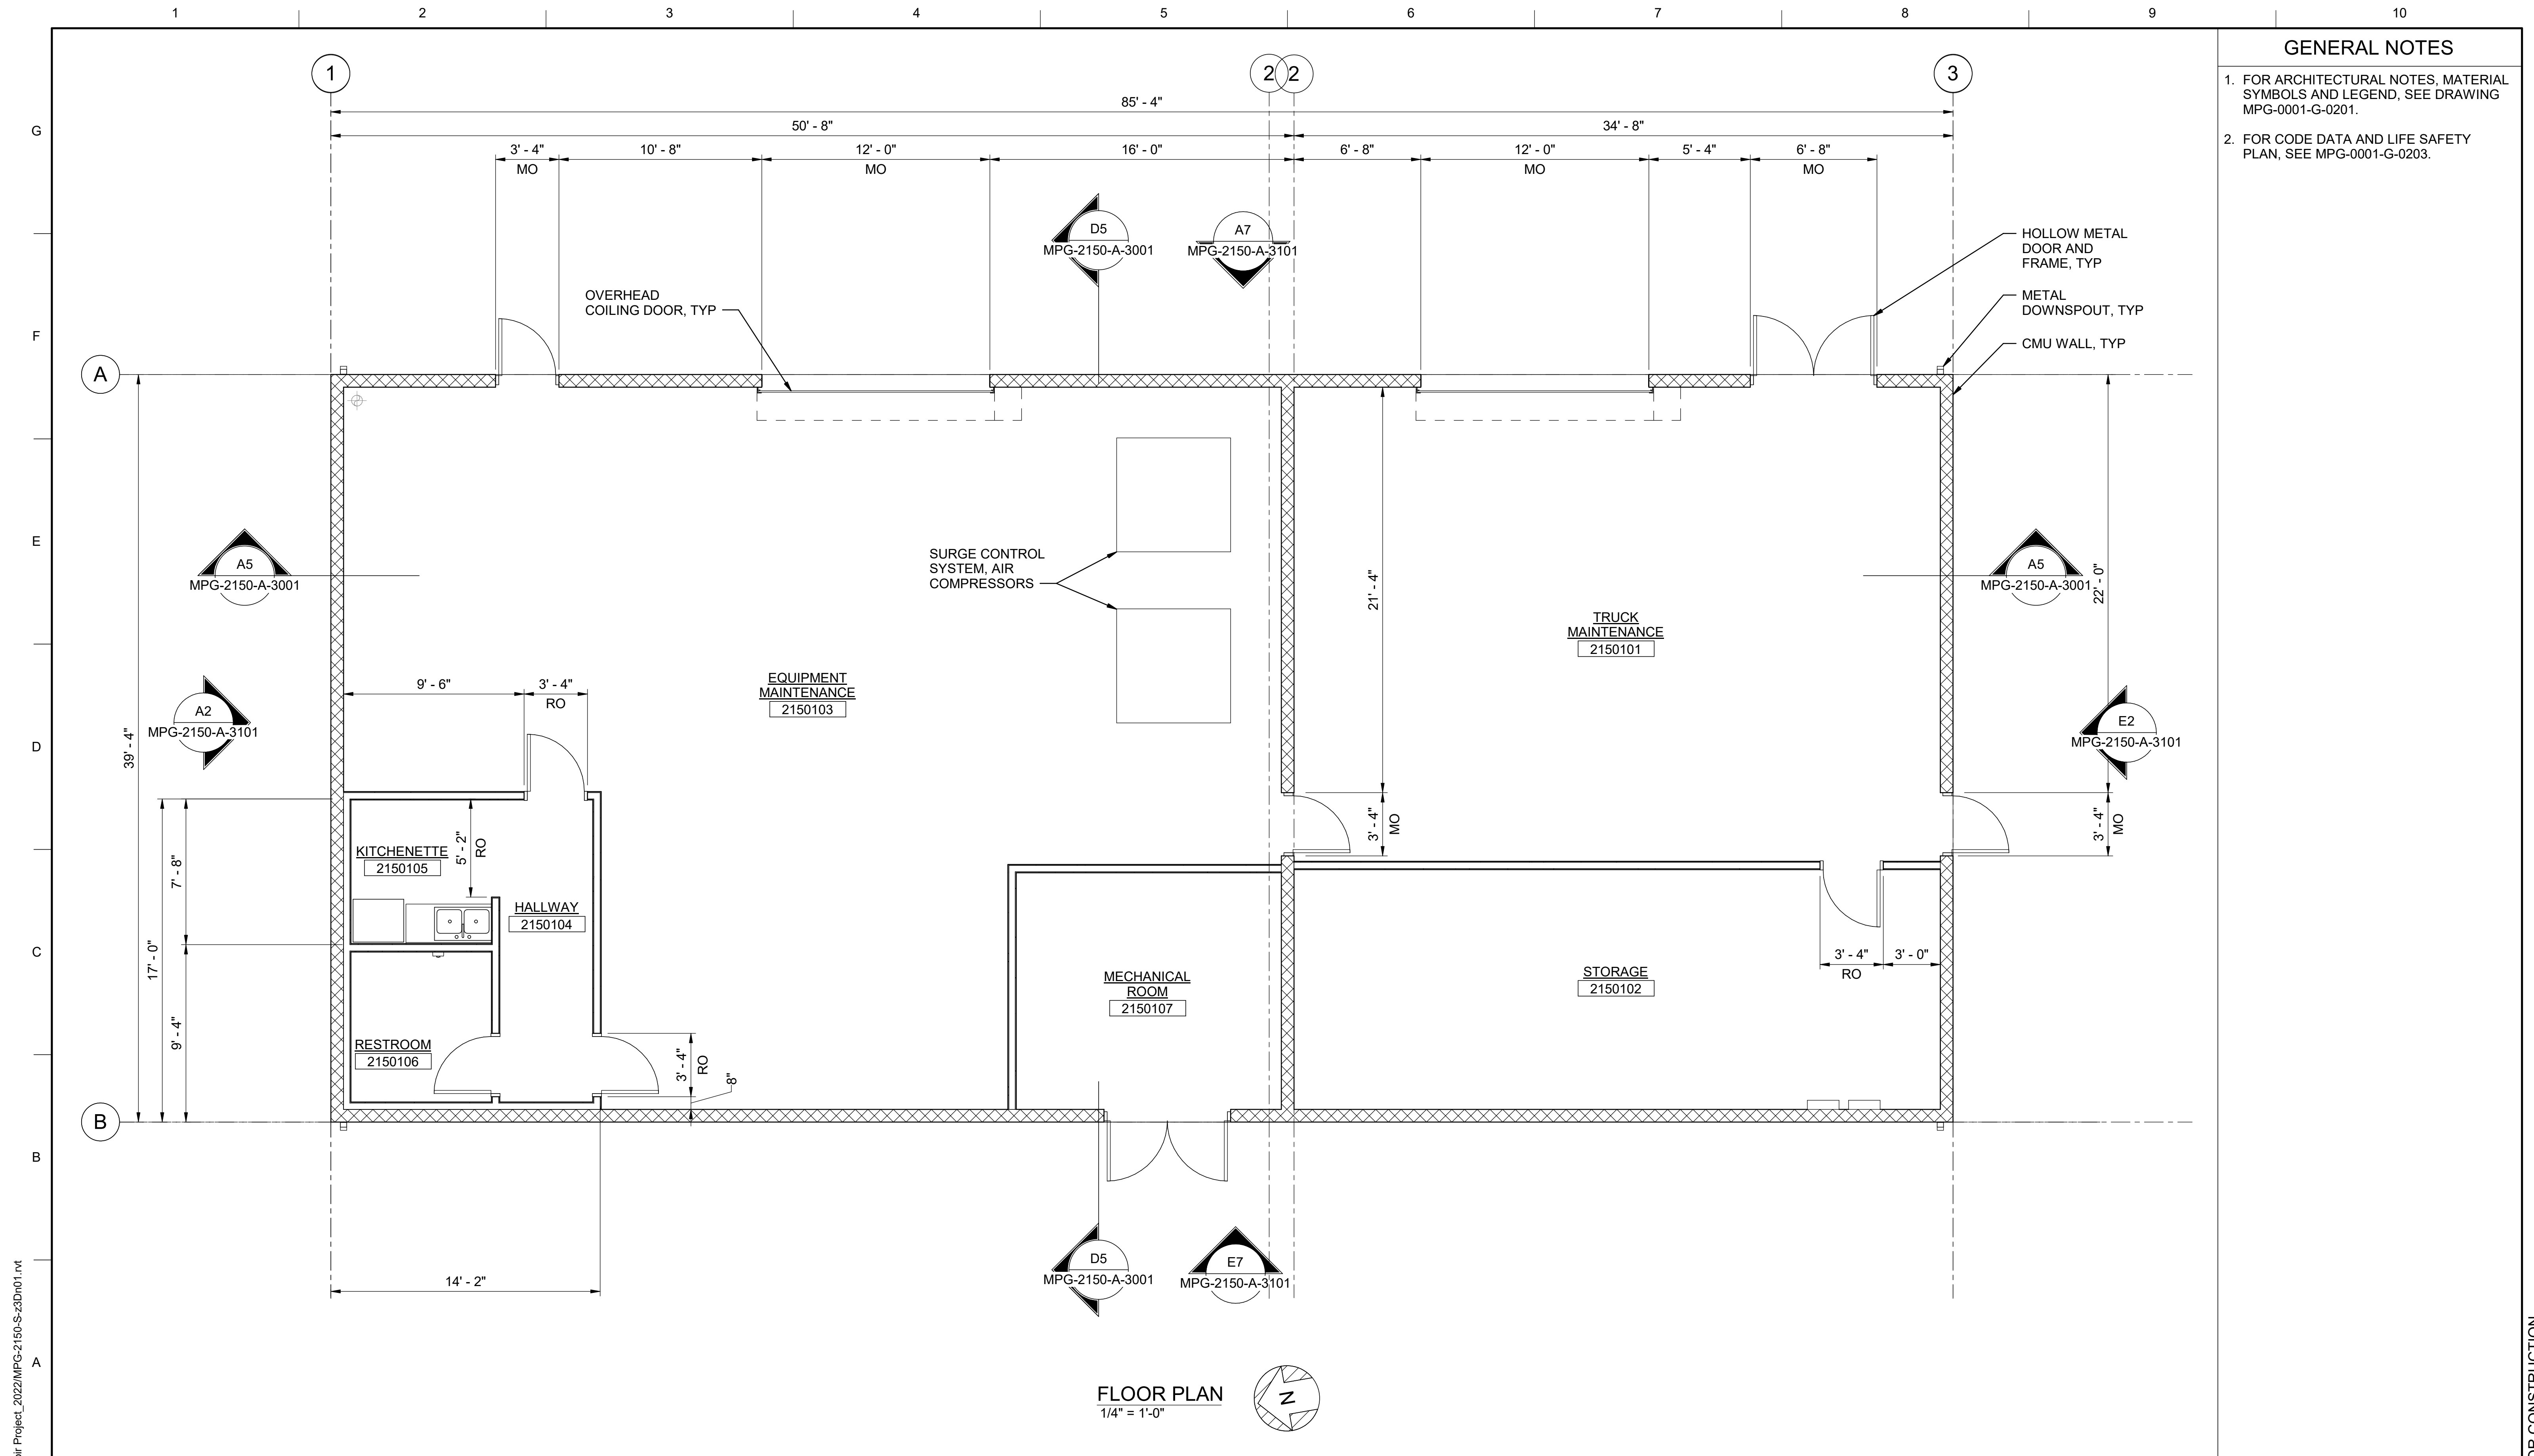 1 2 3 4 5 6 7 8 9 10
GENERAL NOTES
1. FOR ARCHITECTURAL NOTES, MATERIAL
SYMBOLS AND LEGEND, SEE DRAWING
MPG-0001-G-0201.
2. FOR CODE DATA AND LIFE SAFETY
PLAN, SEE MPG-0001-G-0203.
1 2 2 3
85' - 4"
50' - 8" 34' - 8"
3' - 4" 10' - 8" 12' - 0" 16' - 0" 6' - 8" 12' - 0" 5' - 4" 6' - 8"
MO MO MO MO
G
F
E
D
C
B
A
D5
MPG-2150-A-3001
A7
MPG-2150-A-3101
HOLLOW METAL
DOOR AND
FRAME, TYP
METAL
DOWNSPOUT, TYP
CMU WALL, TYP
OVERHEAD
COILING DOOR, TYP
A
A5
MPG-2150-A-3001
SURGE CONTROL
SYSTEM, AIR
COMPRESSORS
21' - 4"
A5
MPG-2150-A-3001
22' - 0"
TRUCK
MAINTENANCE
2150101
EQUIPMENT
MAINTENANCE
2150103
9' - 6" 3' - 4"
RO
A2
MPG-2150-A-3101
E2
MPG-2150-A-3101
39' - 4"
3' - 4"
MO
3' - 4"
MO
7' - 8"
KITCHENETTE
2150105
5' - 2"
RO
HALLWAY
2150104
17' - 0"
9' - 4"
RESTROOM
2150106
3' - 4"
RO
8"
MECHANICAL
ROOM
2150107
STORAGE
2150102
3' - 4" 3' - 0"
RO
B
14' - 2"
D5
MPG-2150-A-3001
E7
MPG-2150-A-3101
FLOOR PLAN
1/4" = 1'-0"
N
Project_2022/MPG-2150-S-z3Dn01.rvt
CONSTRUCTION